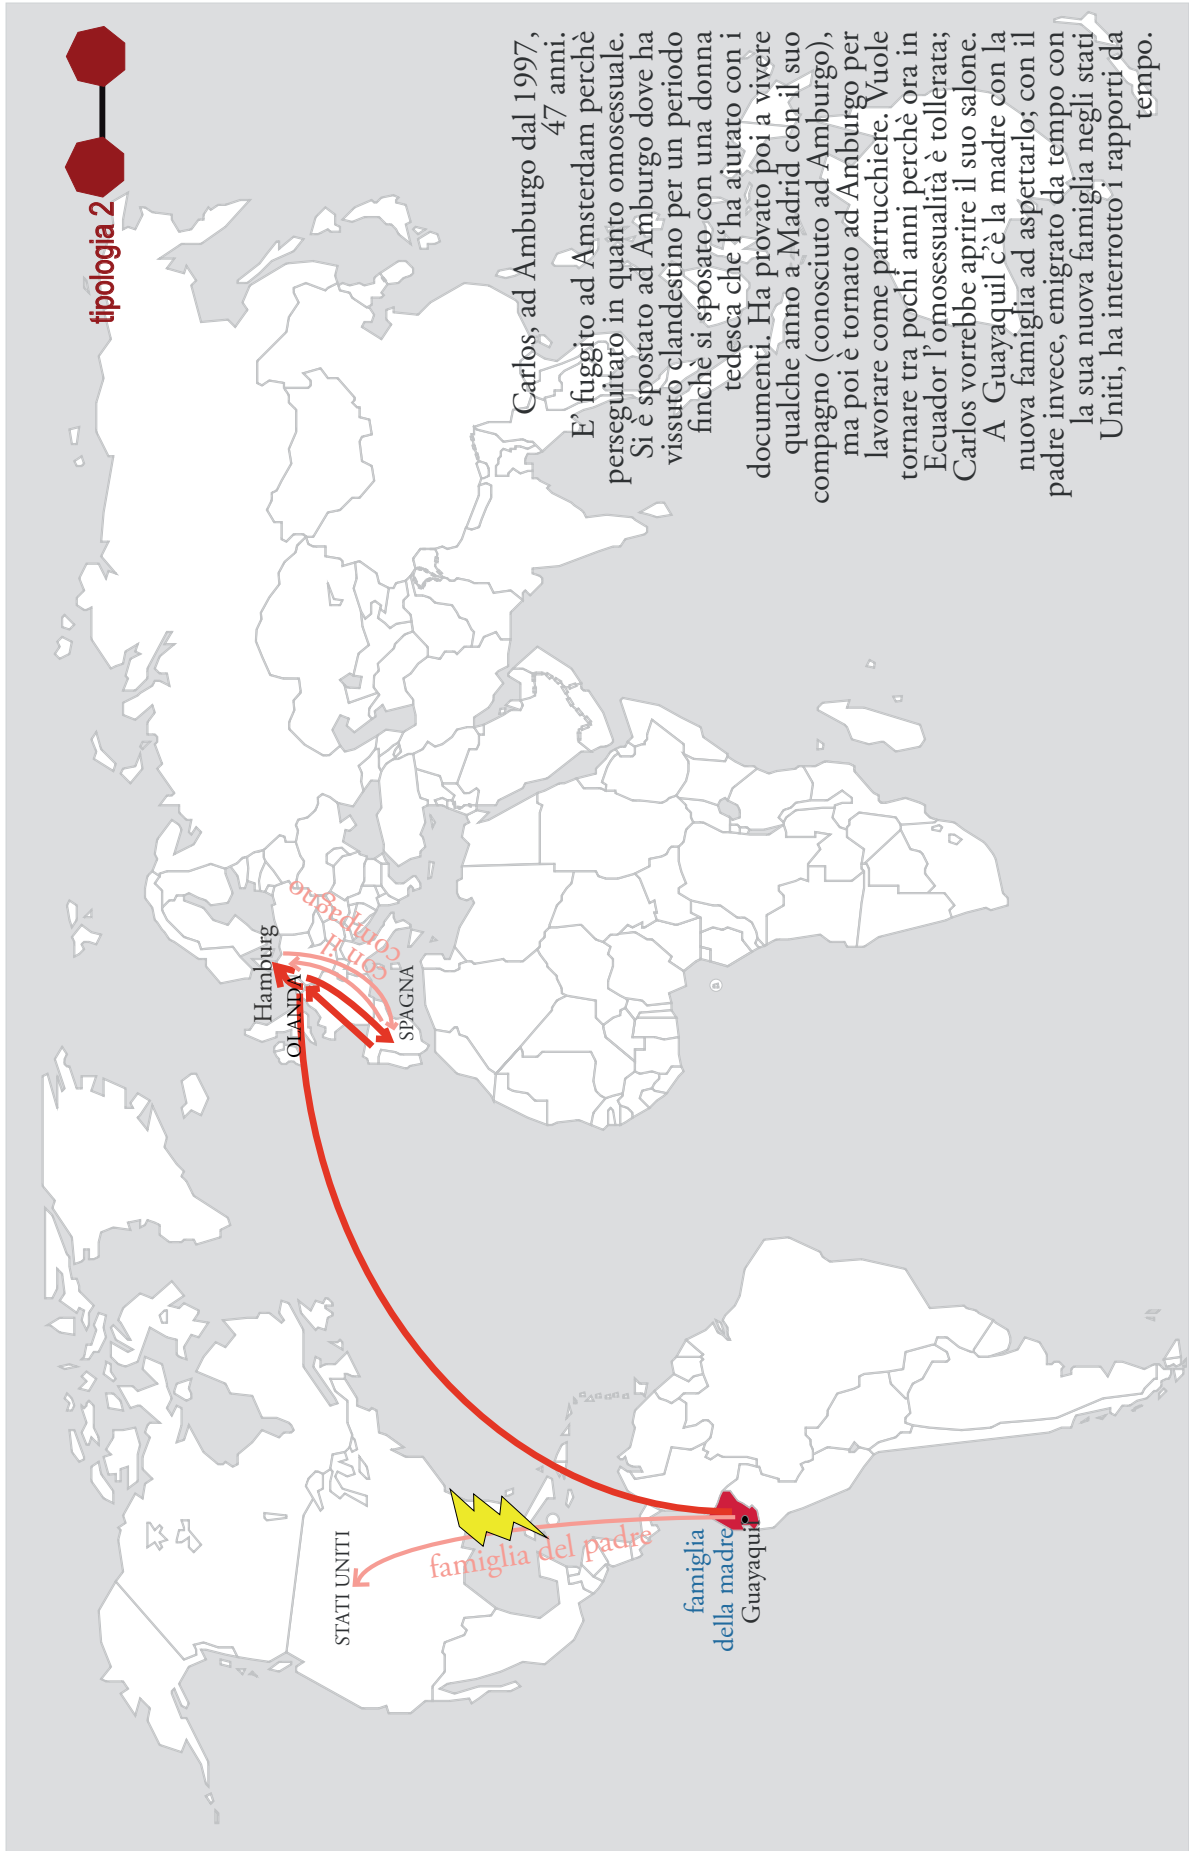 tipologia 2
Carlos, ad Amburgo dal 1997,
47 anni.
E' fuggito ad Amsterdam perchè
perseguitato in quanto omosessuale.
Si è spostato ad Amburgo dove ha
vissuto clandestino per un periodo
finchè si sposato con una donna
tedesca che l'ha aiutato con i
documenti. Ha provato poi a vivere
qualche anno a Madrid con il suo
compagno (conosciuto ad Amburgo),
ma poi è tornato ad Amburgo per
lavorare come parrucchiere. Vuole
tornare tra pochi anni perchè ora in
Ecuador l'omosessualità è tollerata;
Carlos vorrebbe aprire il suo salone.
A Guayaquil c'è la madre con la
nuova famiglia ad aspettarlo; con il
padre invece, emigrato da tempo con
la sua nuova famiglia negli stati
Uniti, ha interrotto i rapporti da
tempo.
Hamburg
OLANDA
con il
compagno
SPAGNA
STATI UNITI
famiglia del padre
famiglia
della madre
Guayaquil